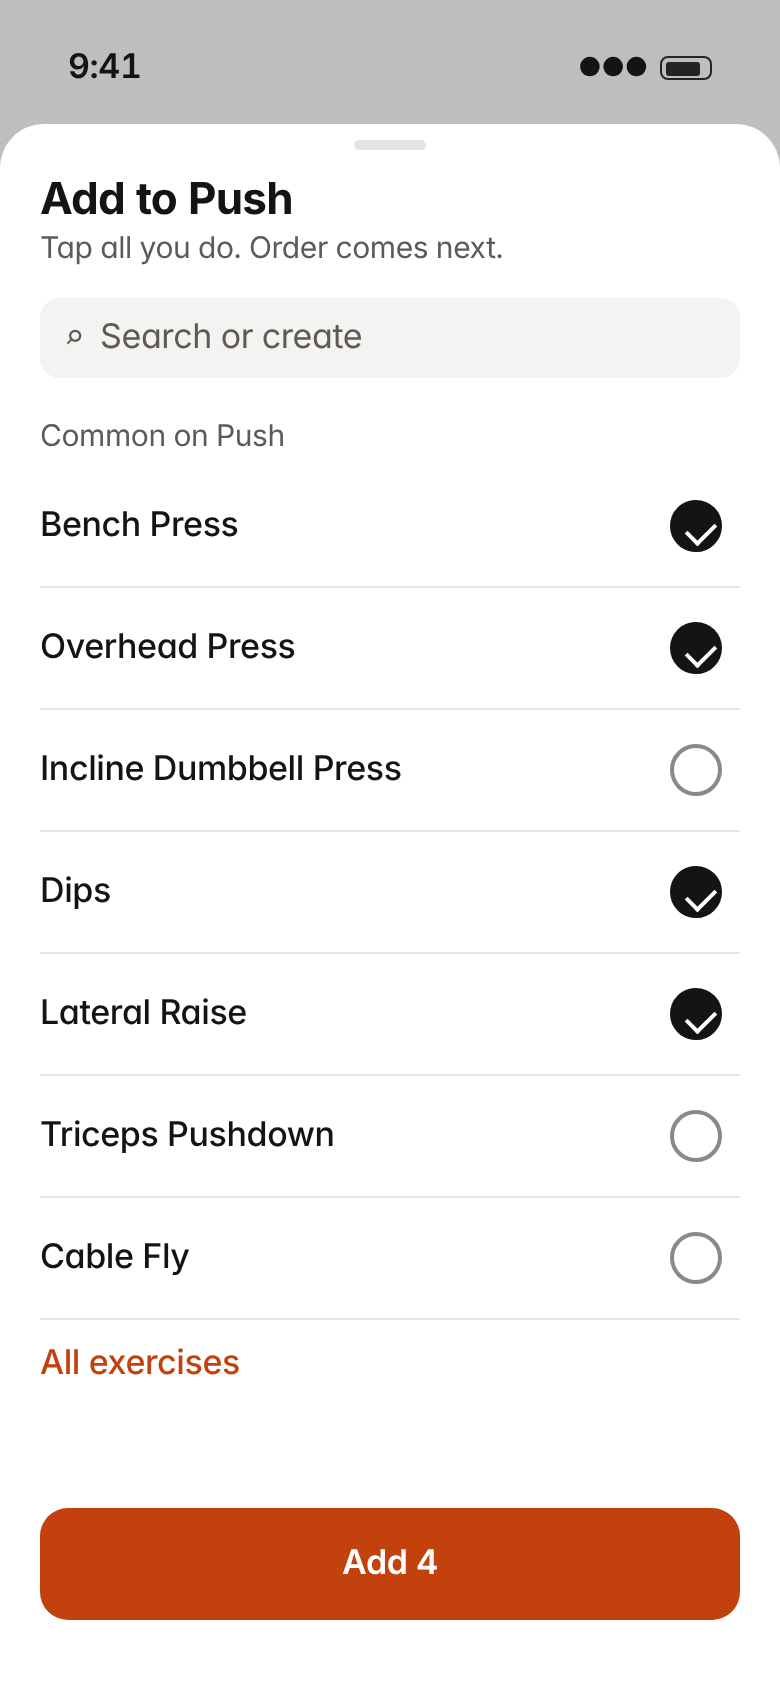 9:41
Add to Push
Tap all you do. Order comes next.
Search or create
Common on Push
Bench Press
Overhead Press
Incline Dumbbell Press
Dips
Lateral Raise
Triceps Pushdown
Cable Fly
All exercises
Add 4